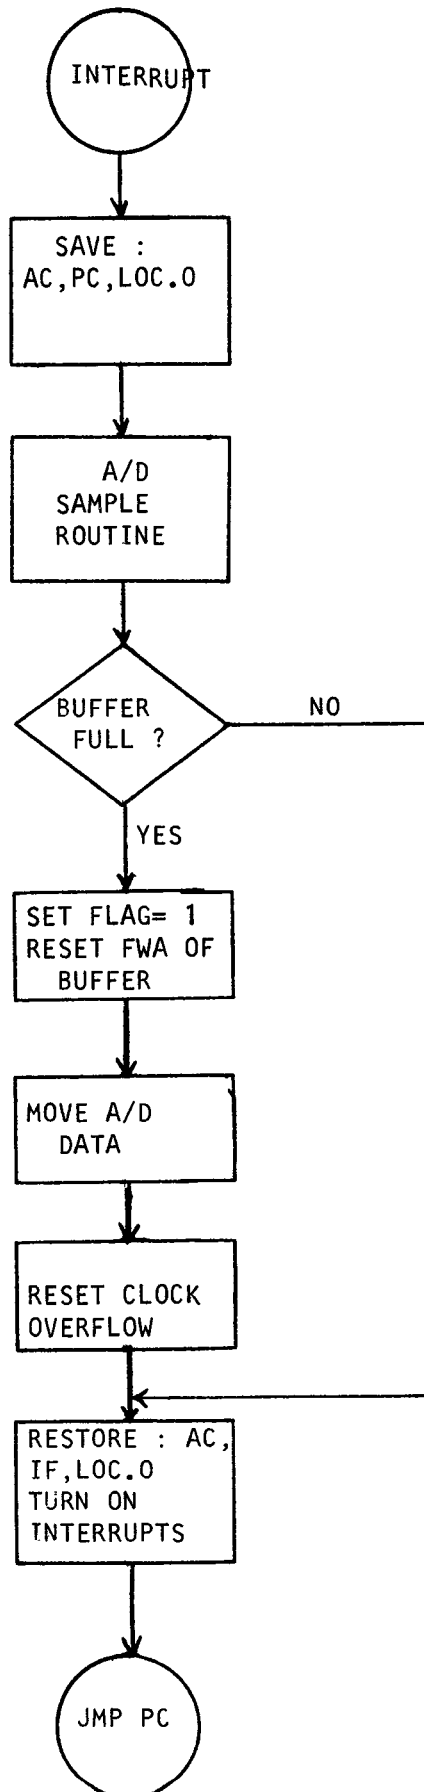 INTERRUPT
SAVE :
AC,PC,LOC.0
A/D
SAMPLE
ROUTINE
BUFFER
FULL ?
NO
YES
SET FLAG= 1
RESET FWA OF
BUFFER
MOVE A/D
DATA
RESET CLOCK
OVERFLOW
RESTORE : AC,
IF,LOC.0
TURN ON
INTERRUPTS
JMP PC